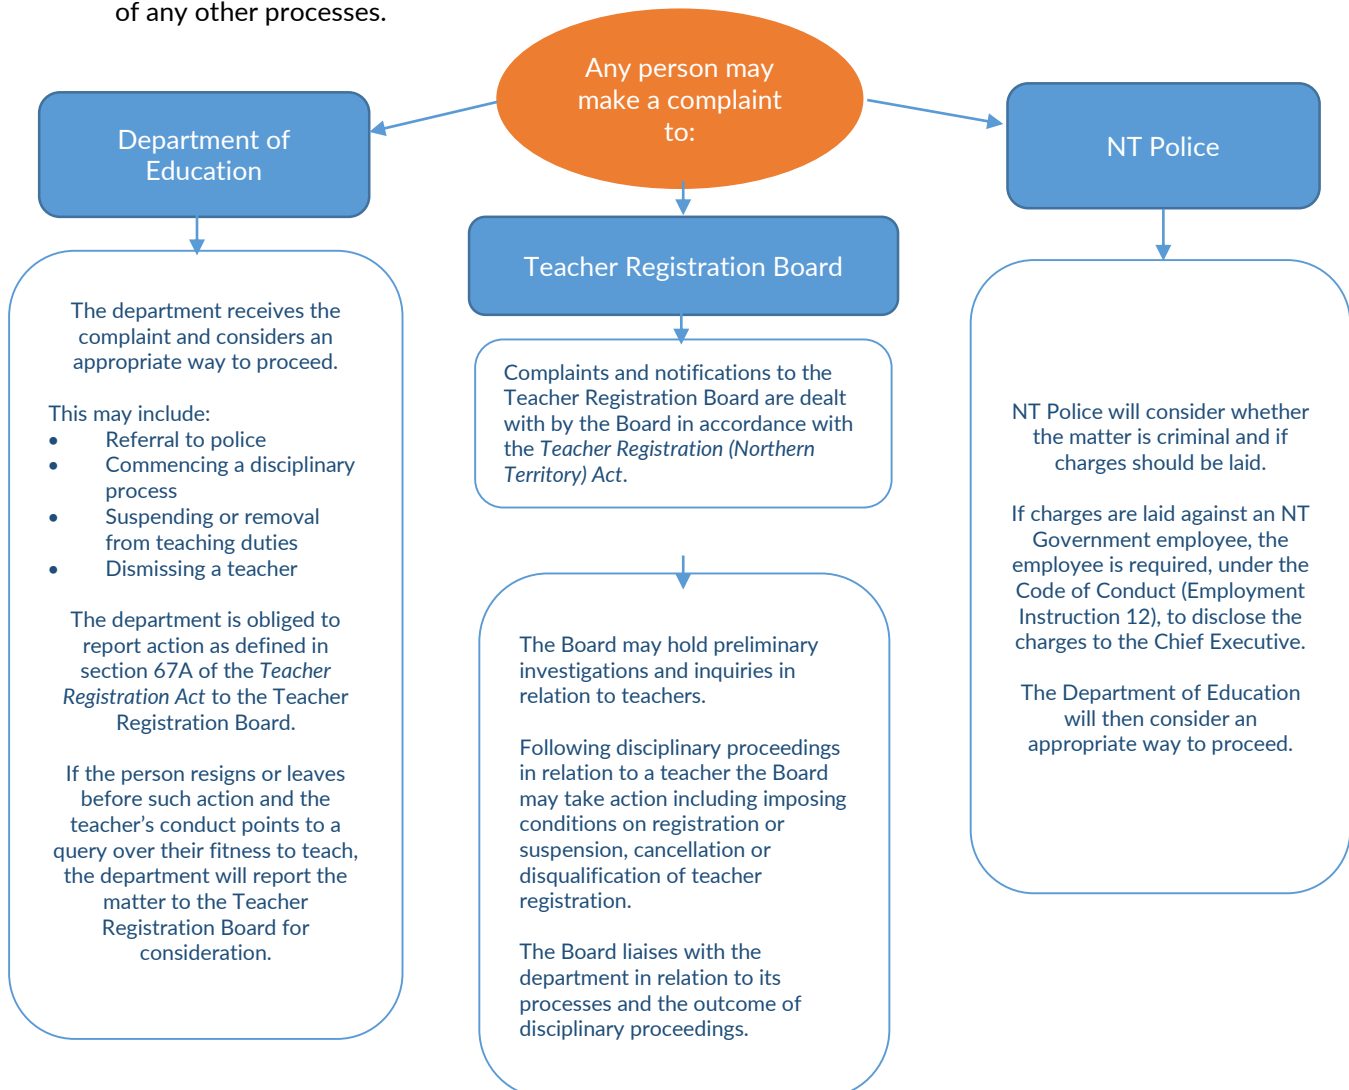 of any other processes.
Any person may
make a complaint
to:
Department of
Education
NT Police
Teacher Registration Board
The department receives the
complaint and considers an
appropriate way to proceed.
This may include:
• Referral to police
• Commencing a disciplinary
process
• Suspending or removal
from teaching duties
• Dismissing a teacher
The department is obliged to
report action as defined in
section 67A of the Teacher
Registration Act to the Teacher
Registration Board.
If the person resigns or leaves
before such action and the
teacher's conduct points to a
query over their fitness to teach,
the department will report the
matter to the Teacher
Registration Board for
consideration.
Complaints and notifications to the
Teacher Registration Board are dealt
with by the Board in accordance with
the Teacher Registration (Northern
Territory) Act.
The Board may hold preliminary
investigations and inquiries in
relation to teachers.
Following disciplinary proceedings
in relation to a teacher the Board
may take action including imposing
conditions on registration or
suspension, cancellation or
disqualification of teacher
registration.
The Board liaises with the
department in relation to its
processes and the outcome of
disciplinary proceedings.
NT Police will consider whether
the matter is criminal and if
charges should be laid.
If charges are laid against an NT
Government employee, the
employee is required, under the
Code of Conduct (Employment
Instruction 12), to disclose the
charges to the Chief Executive.
The Department of Education
will then consider an
appropriate way to proceed.